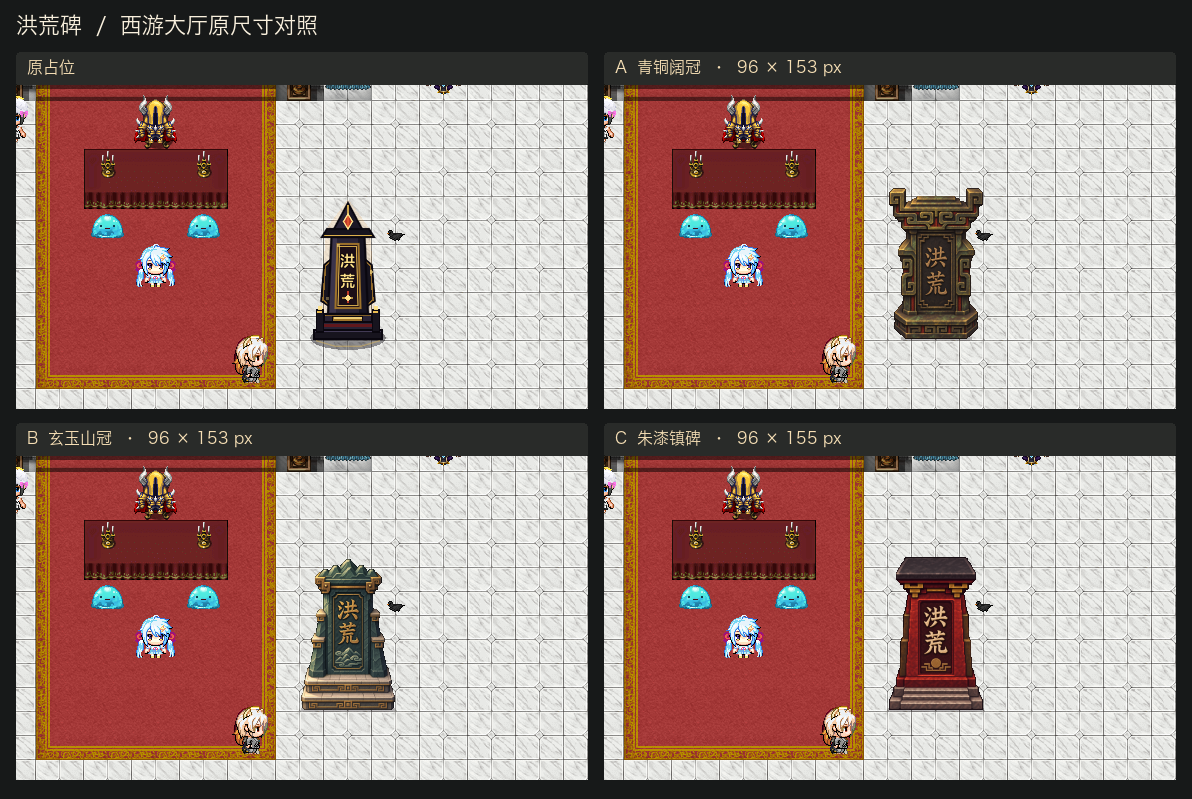 洪荒碑 / 西游大厅原尺寸对照
原占位
洪
荒
A 青铜阔冠 · 96 × 153 px
洪
荒
B 玄玉山冠 · 96 × 153 px
洪
荒
C 朱漆镇碑 · 96 × 155 px
洪
荒